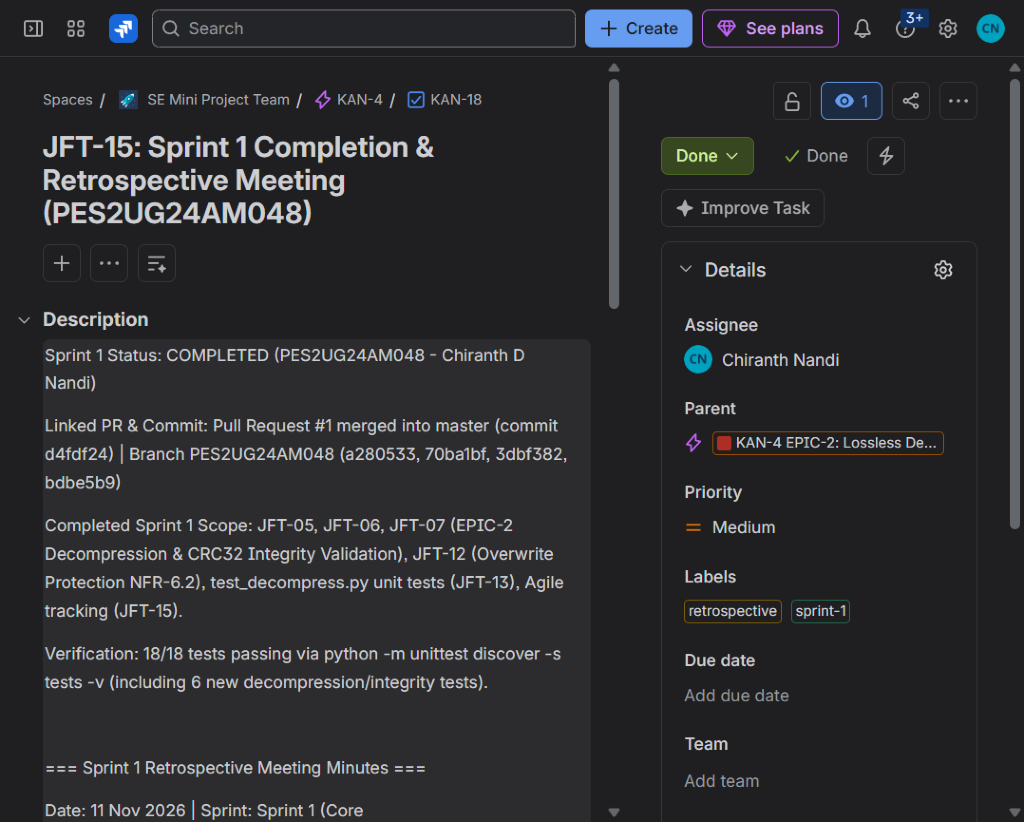 Search
Create
See plans
3+
CN
Spaces / SE Mini Project Team / KAN-4 / KAN-18
1
JFT-15: Sprint 1 Completion &
Retrospective Meeting
(PES2UG24AM048)
Done
Done
Improve Task
Description
Sprint 1 Status: COMPLETED (PES2UG24AM048 - Chiranth D
Nandi)
Linked PR & Commit: Pull Request #1 merged into master (commit
d4fdf24) | Branch PES2UG24AM048 (a280533, 70ba1bf, 3dbf382,
bdbe5b9)
Completed Sprint 1 Scope: JFT-05, JFT-06, JFT-07 (EPIC-2
Decompression & CRC32 Integrity Validation), JFT-12 (Overwrite
Protection NFR-6.2), test_decompress.py unit tests (JFT-13), Agile
tracking (JFT-15).
Verification: 18/18 tests passing via python -m unittest discover -s
tests -v (including 6 new decompression/integrity tests).
=== Sprint 1 Retrospective Meeting Minutes ===
Date: 11 Nov 2026 | Sprint: Sprint 1 (Core
Details
Assignee
CN Chiranth Nandi
Parent
KAN-4 EPIC-2: Lossless De...
Priority
Medium
Labels
retrospective sprint-1
Due date
Add due date
Team
Add team